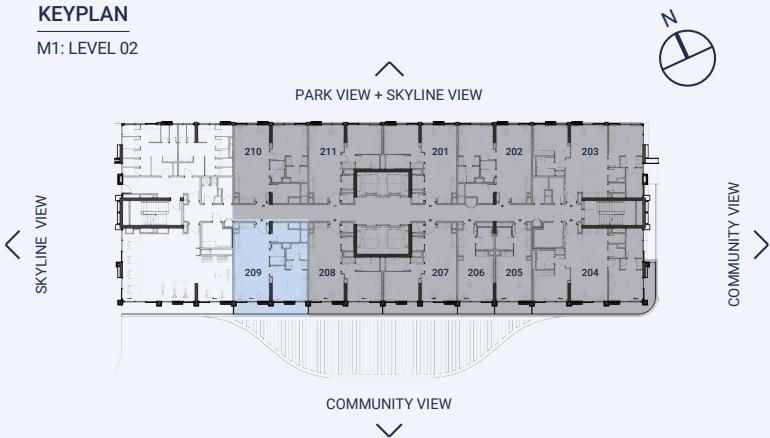 KEYPLAN
M1: LEVEL 02
N
PARK VIEW + SKYLINE VIEW
210 211 201 202 203
SKYLINE VIEW
COMMUNITY VIEW
209 208 207 206 205 204
COMMUNITY VIEW